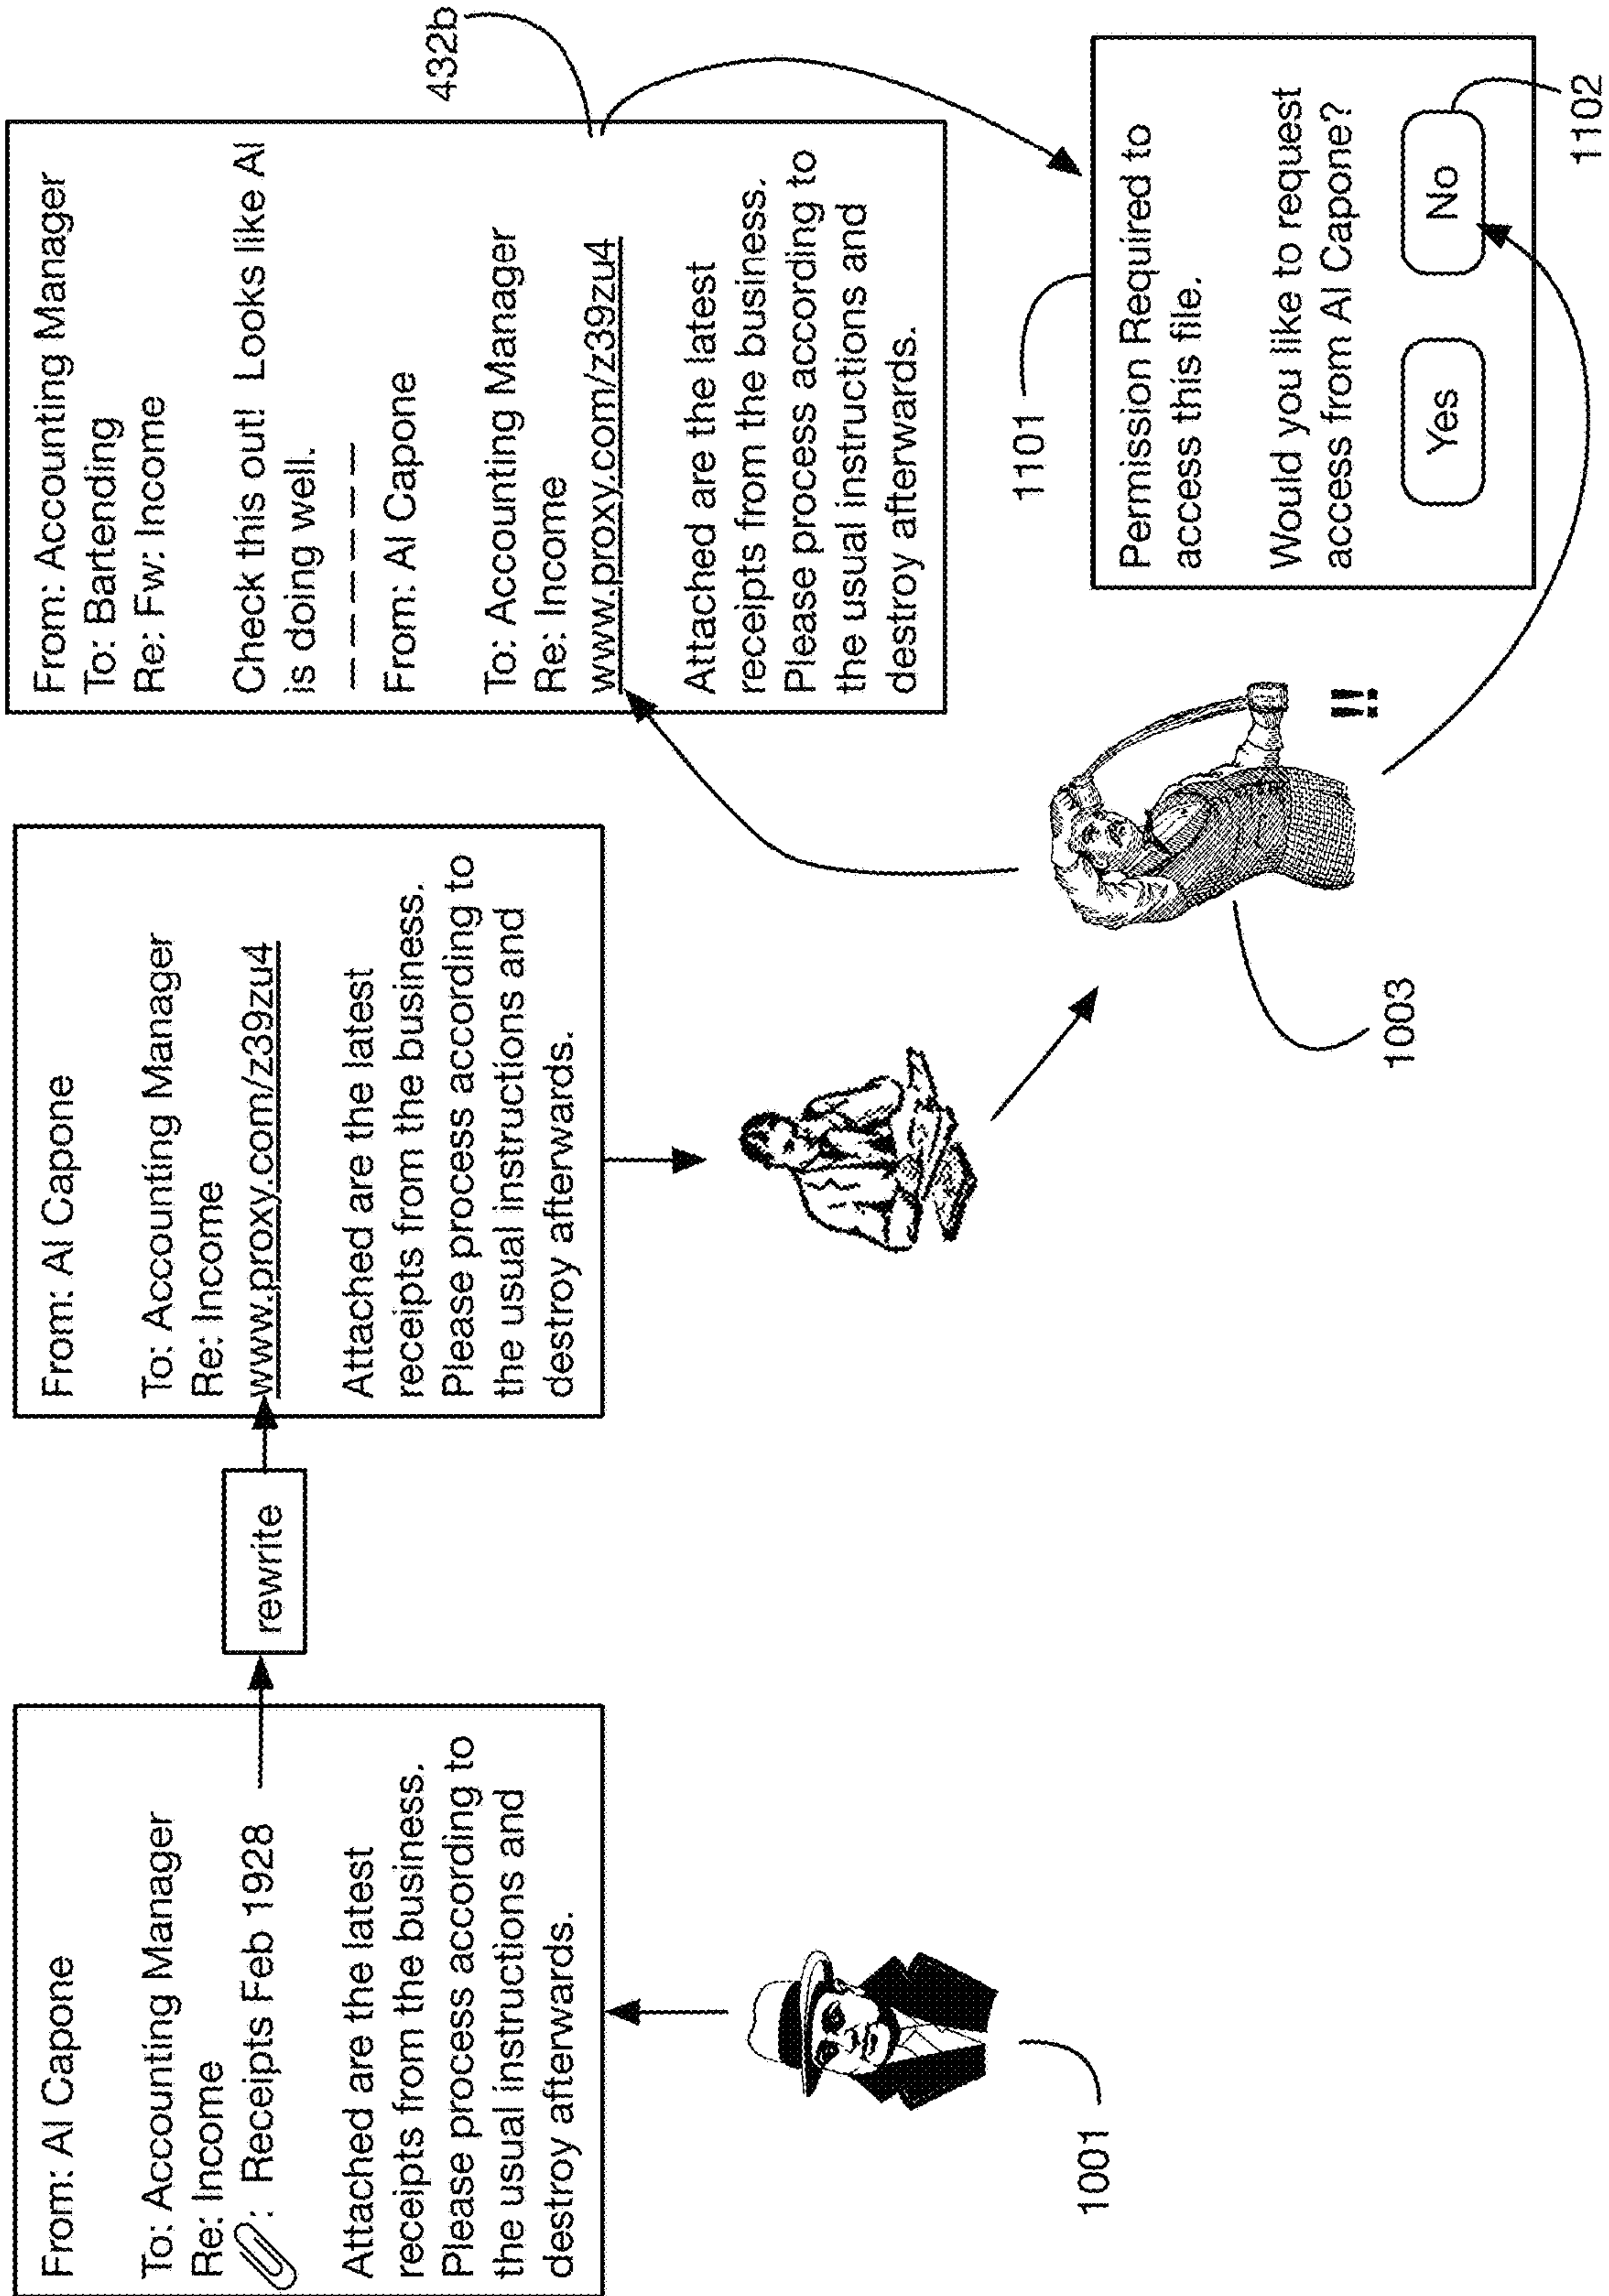 From: Al Capone
To: Accounting Manager
Re: Income
: Receipts Feb 1928
Attached are the latest
receipts from the business.
Please process according to
the usual instructions and
destroy afterwards.
1001
rewrite
From: Al Capone
To: Accounting Manager
Re: Income
www.proxy.com/z39zu4
Attached are the latest
receipts from the business.
Please process according to
the usual instructions and
destroy afterwards.
From: Accounting Manager
To: Bartending
Re: Fw: Income
Check this out! Looks like Al
is doing well.
_ _ _ _ _ _ _
From: Al Capone
To: Accounting Manager
Re: Income
www.proxy.com/z39zu4
Attached are the latest
receipts from the business.
Please process according to
the usual instructions and
destroy afterwards.
432b
!!
1003
1101
Permission Required to
access this file.
Would you like to request
access from Al Capone?
Yes
No
1102